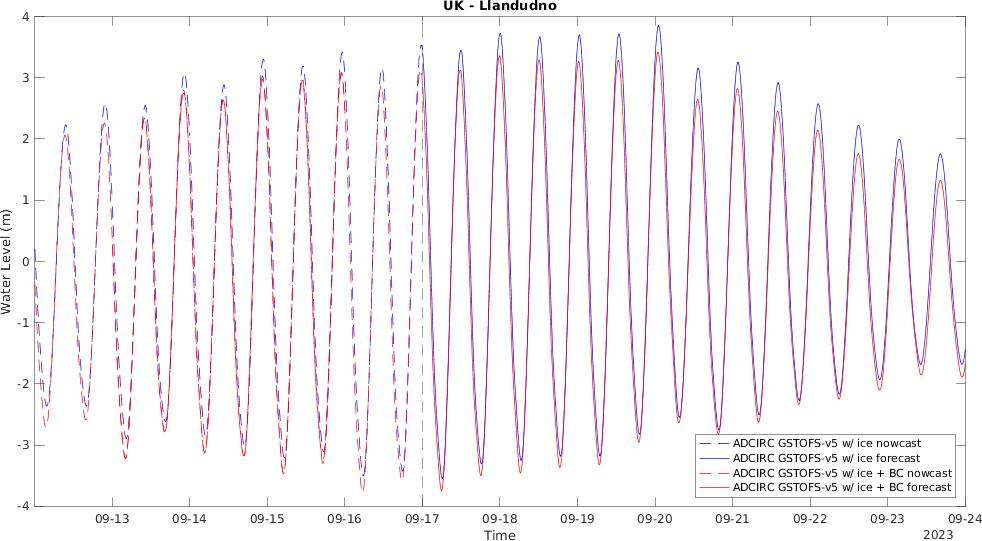 UK - Llandudno
4
3
2
1
0
-1
-2
-3
-4
Water Level (m)
ADCIRC GSTOFS-v5 w/ ice nowcast
ADCIRC GSTOFS-v5 w/ ice forecast
ADCIRC GSTOFS-v5 w/ ice + BC nowcast
ADCIRC GSTOFS-v5 w/ ice + BC forecast
09-13 09-14 09-15 09-16 09-17 09-18 09-19 09-20 09-21 09-22 09-23 09-24
Time
2023